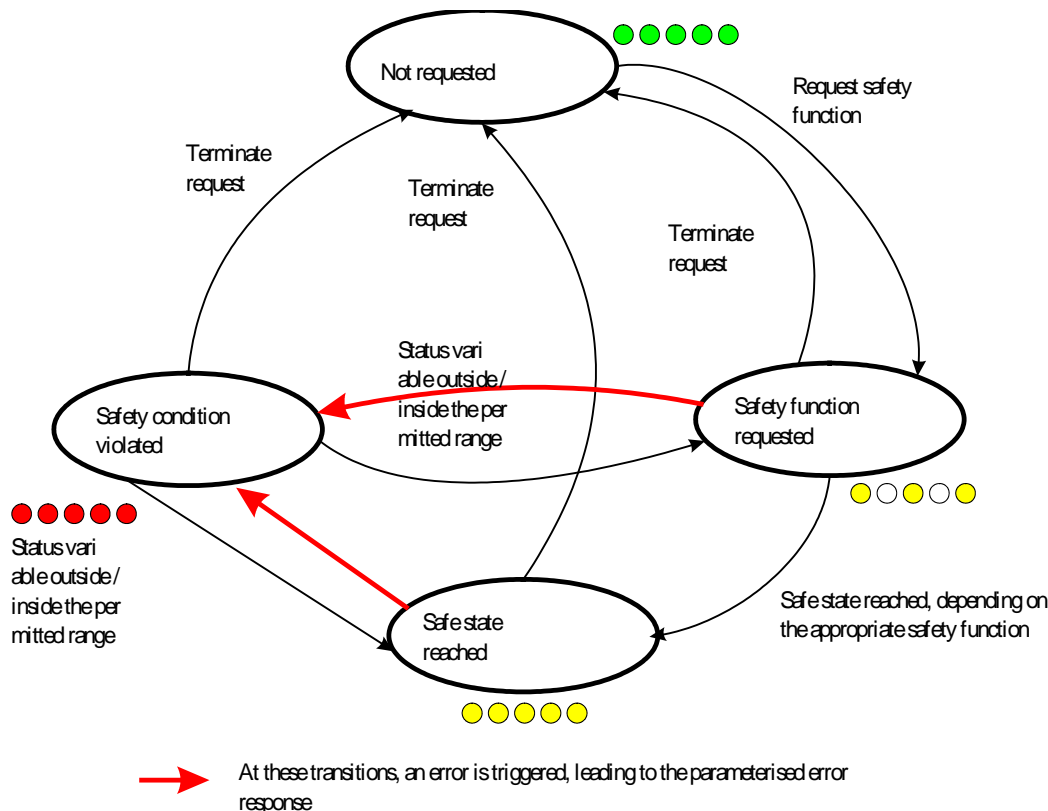 Not requested
Request safety
function
Terminate
request
Terminate
request
Terminate
request
Status vari
able outside /
inside the per
mitted range
Safety condition
violated
Safety function
requested
Status vari
able outside /
inside the per
mitted range
Safe state
reached
Safe state reached, depending on
the appropriate safety function
At these transitions, an error is triggered, leading to the parameterised error
response